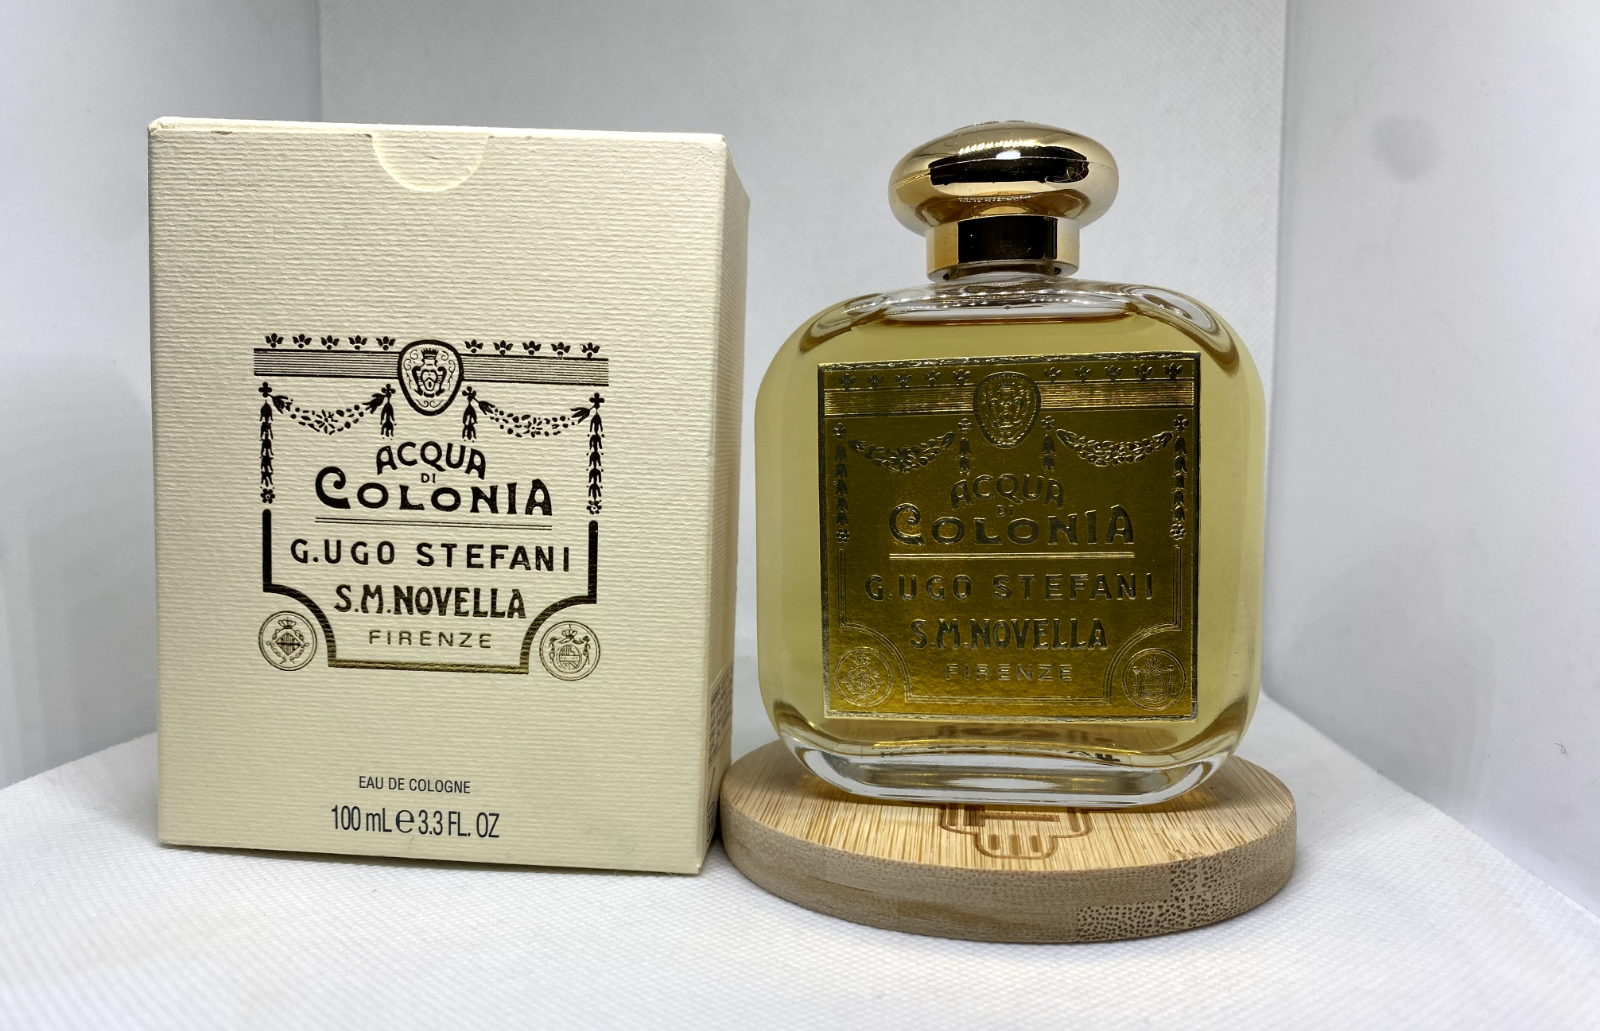 ACQUA
DI
COLONIA
G.UGO STEFANI
S.M.NOVELLA
FIRENZE
EAU DE COLOGNE
100 mL e 3.3 FL. OZ
ACQUA
DI
COLONIA
G.UGO STEFANI
S.M.NOVELLA
FIRENZE